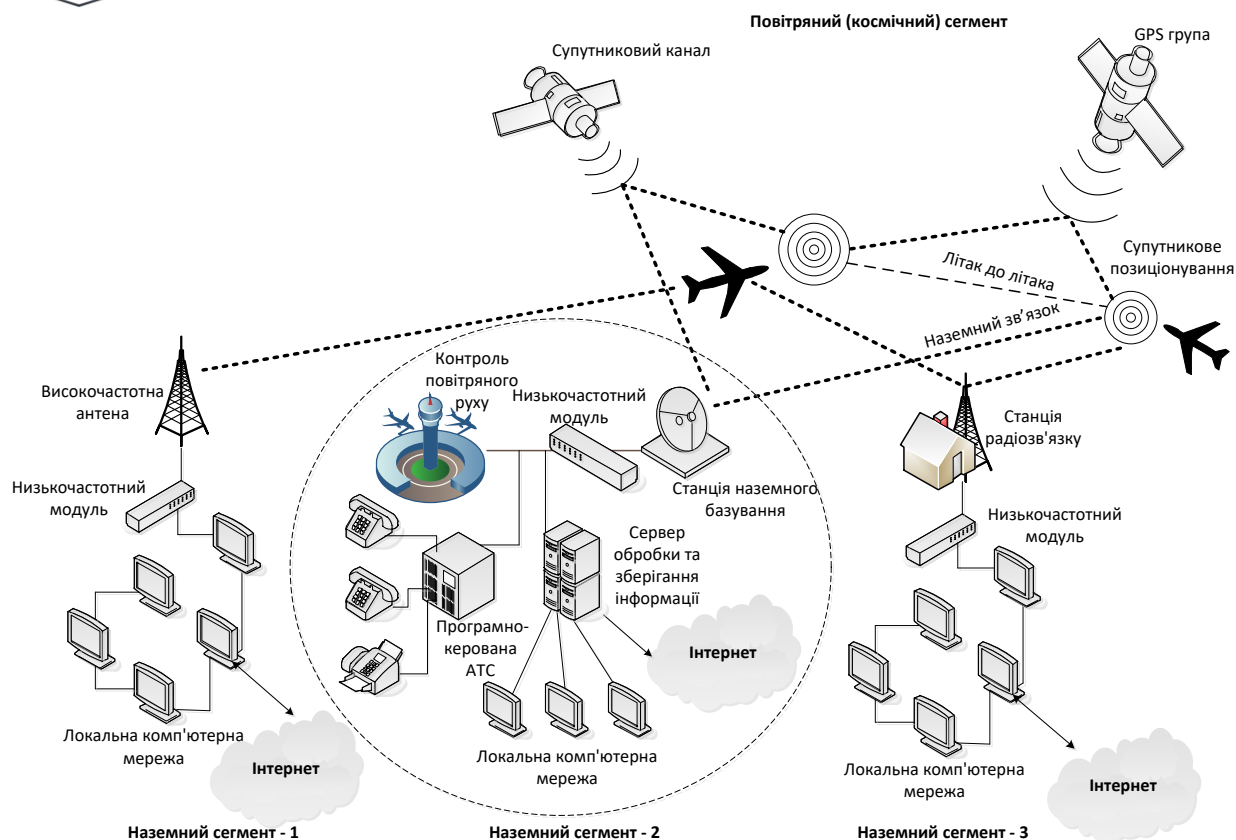 Повітряний (космічний) сегмент
GPS група
Супутниковий канал
Супутникове
позиціонування
Літак до літака
Наземний зв'язок
Високочастотна
антена
Контроль
повітряного
руху
Низькочастотний
модуль
Станція
радіозв'язку
Низькочастотний
модуль
Станція наземного
базування
Низькочастотний
модуль
Сервер
обробки та
зберігання
інформації
Програмно-
керована
АТС
Інтернет
Локальна комп'ютерна
мережа
Інтернет
Локальна комп'ютерна
мережа
Локальна комп'ютерна
мережа
Інтернет
Наземний сегмент - 1
Наземний сегмент - 2
Наземний сегмент - 3